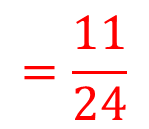 = 11/24